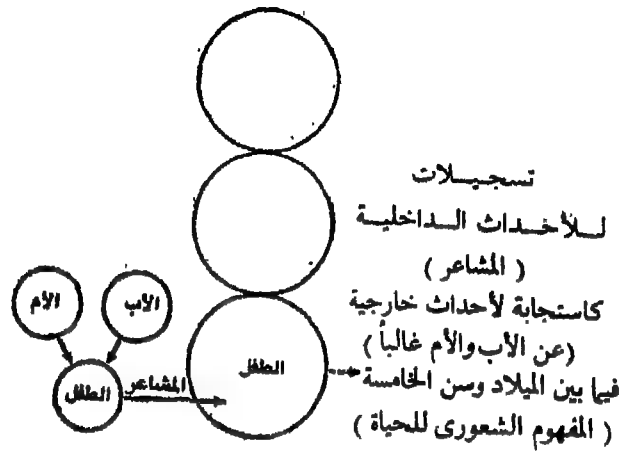 تسجيلات
للأحداث الداخلية
( المشاعر )
كاستجابة لأحداث خارجية
(عن الأب والأم غالباً)
فيما بين الميلاد وسن الخامسة
( المفهوم الشعورى للحياة )
الأم
الأب
الطفل
المشاعر
الطفل